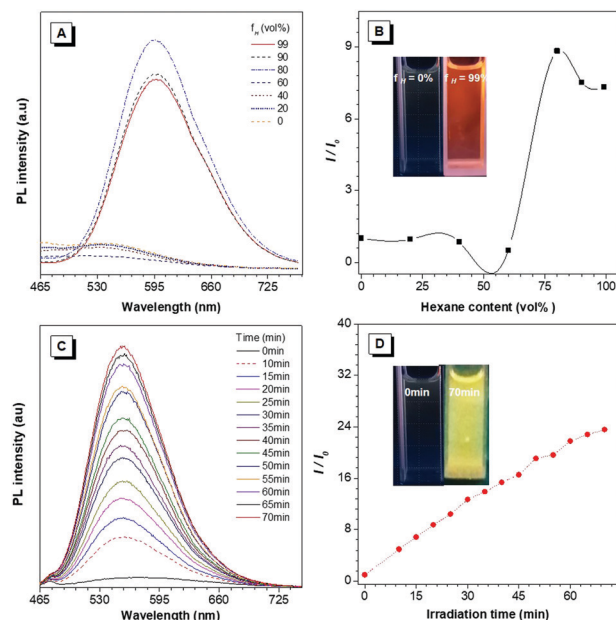 A
f_H (vol%)
99
90
80
60
40
20
0
PL intensity (a.u)
465 530 595 660 725
Wavelength (nm)
B
9
6
3
0
I / I_0
f_H = 0% f_H = 99%
0 25 50 75 100
Hexane content (vol%)
C
Time (min)
0min
10min
15min
20min
25min
30min
35min
40min
45min
50min
55min
60min
65min
70min
PL intensity (au)
465 530 595 660 725
Wavelength (nm)
D
40
32
24
16
8
0
I / I_0
0min 70min
0 15 30 45 60
Irradiation time (min)